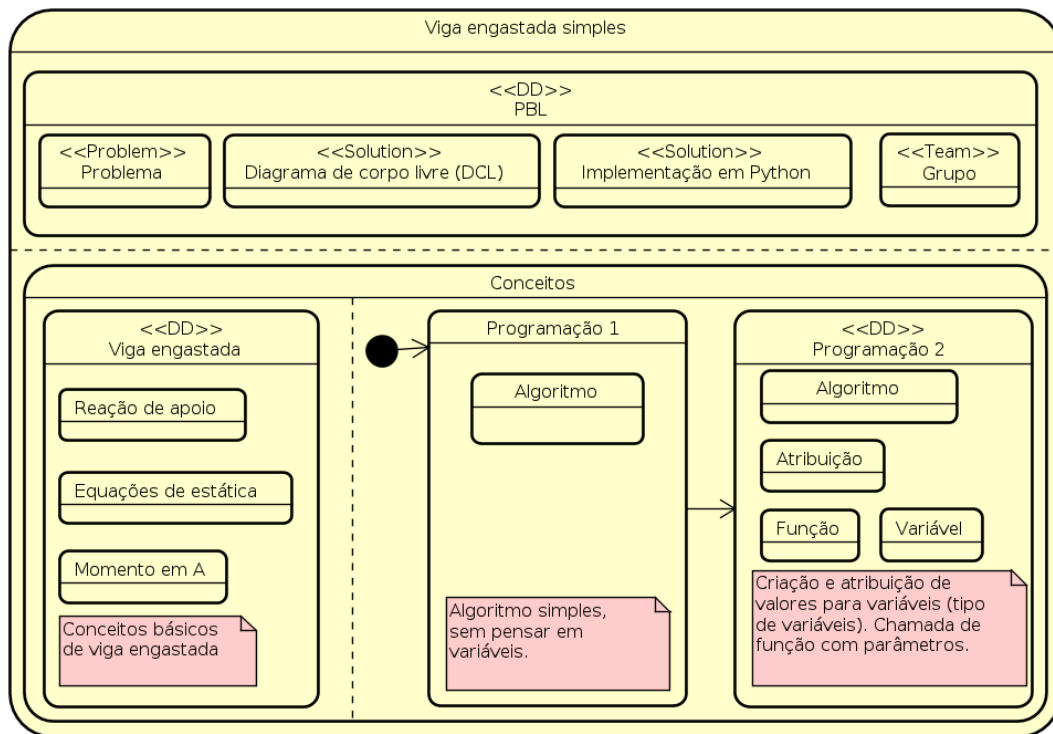 Viga engastada simples
<<DD>>
PBL
<<Problem>>
Problema
<<Solution>>
Diagrama de corpo livre (DCL)
<<Solution>>
Implementação em Python
<<Team>>
Grupo
Conceitos
<<DD>>
Viga engastada
Reação de apoio
Equações de estática
Momento em A
Conceitos básicos
de viga engastada
Programação 1
Algoritmo
Algoritmo simples,
sem pensar em
variáveis.
<<DD>>
Programação 2
Algoritmo
Atribuição
Função
Variável
Criação e atribuição de
valores para variáveis (tipo
de variáveis). Chamada de
função com parâmetros.